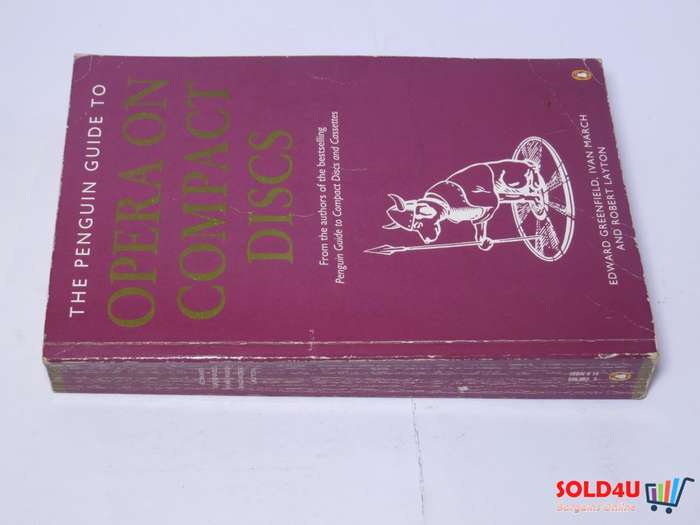 THE PENGUIN GUIDE TO
OPERA ON
COMPACT
DISCS
From the authors of the bestselling
Penguin Guide to Compact Discs and Cassettes
EDWARD GREENFIELD, IVAN MARCH
AND ROBERT LAYTON
SOLD4U
Bargains Online